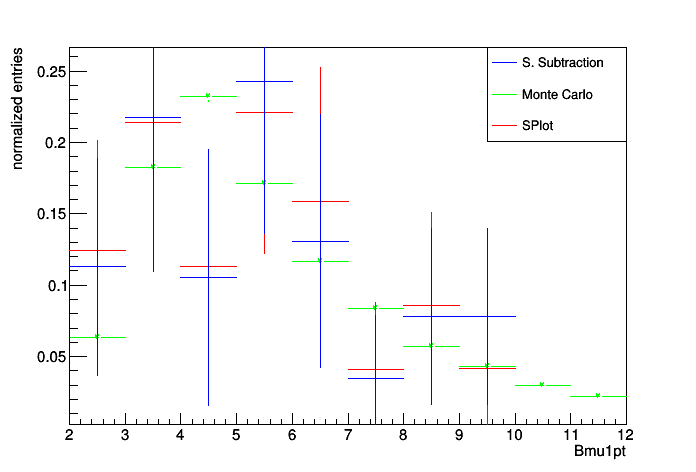 normalized entries
0.25
0.2
0.15
0.1
0.05
S. Subtraction
Monte Carlo
SPlot
2 3 4 5 6 7 8 9 10 11 12
Bmu1pt